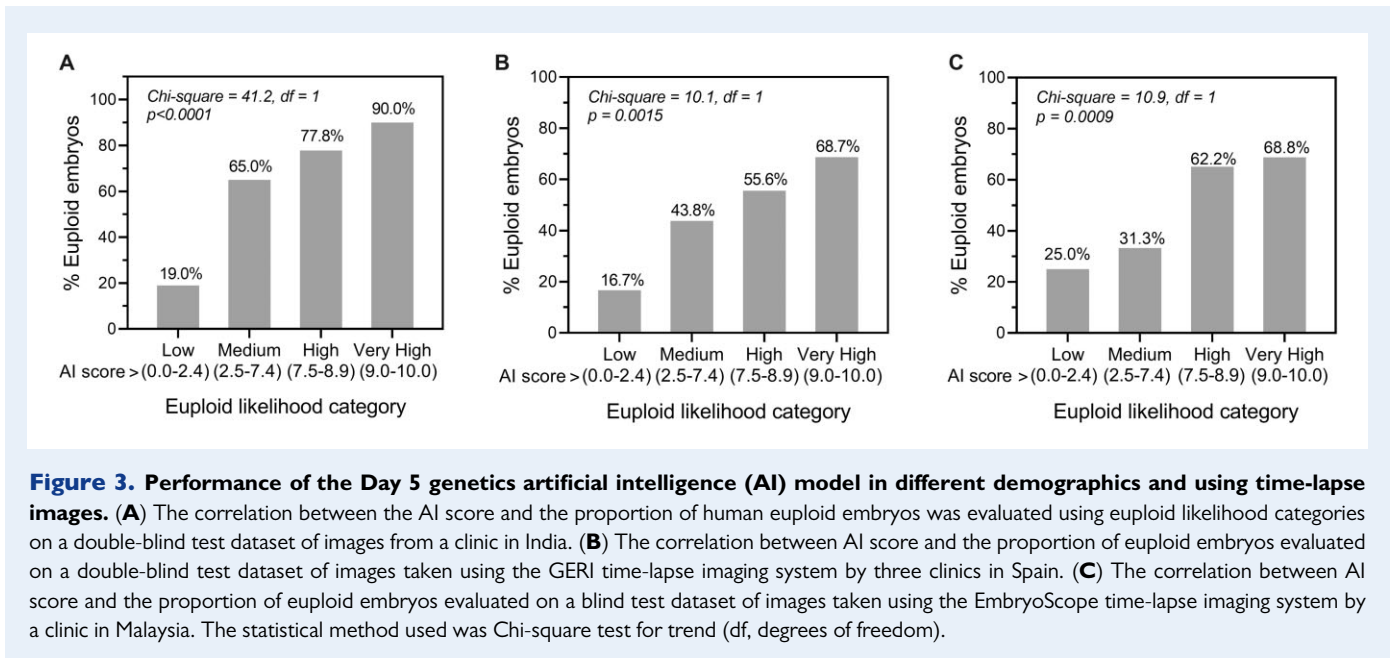 A
Chi-square = 41.2, df = 1
p<0.0001
% Euploid embryos
100
80
60
40
20
0
19.0%
65.0%
77.8%
90.0%
Low Medium High Very High
AI score > (0.0-2.4) (2.5-7.4) (7.5-8.9) (9.0-10.0)
Euploid likelihood category
B
Chi-square = 10.1, df = 1
p = 0.0015
% Euploid embryos
100
80
60
40
20
0
16.7%
43.8%
55.6%
68.7%
Low Medium High Very High
AI score > (0.0-2.4) (2.5-7.4) (7.5-8.9) (9.0-10.0)
Euploid likelihood category
C
Chi-square = 10.9, df = 1
p = 0.0009
% Euploid embryos
100
80
60
40
20
0
25.0%
31.3%
62.2%
68.8%
Low Medium High Very High
AI score > (0.0-2.4) (2.5-7.4) (7.5-8.9) (9.0-10.0)
Euploid likelihood category
Figure 3. Performance of the Day 5 genetics artificial intelligence (AI) model in different demographics and using time-lapse
images. (A) The correlation between the AI score and the proportion of human euploid embryos was evaluated using euploid likelihood categories
on a double-blind test dataset of images from a clinic in India. (B) The correlation between AI score and the proportion of euploid embryos evaluated
on a double-blind test dataset of images taken using the GERI time-lapse imaging system by three clinics in Spain. (C) The correlation between AI
score and the proportion of euploid embryos evaluated on a blind test dataset of images taken using the EmbryoScope time-lapse imaging system by
a clinic in Malaysia. The statistical method used was Chi-square test for trend (df, degrees of freedom).